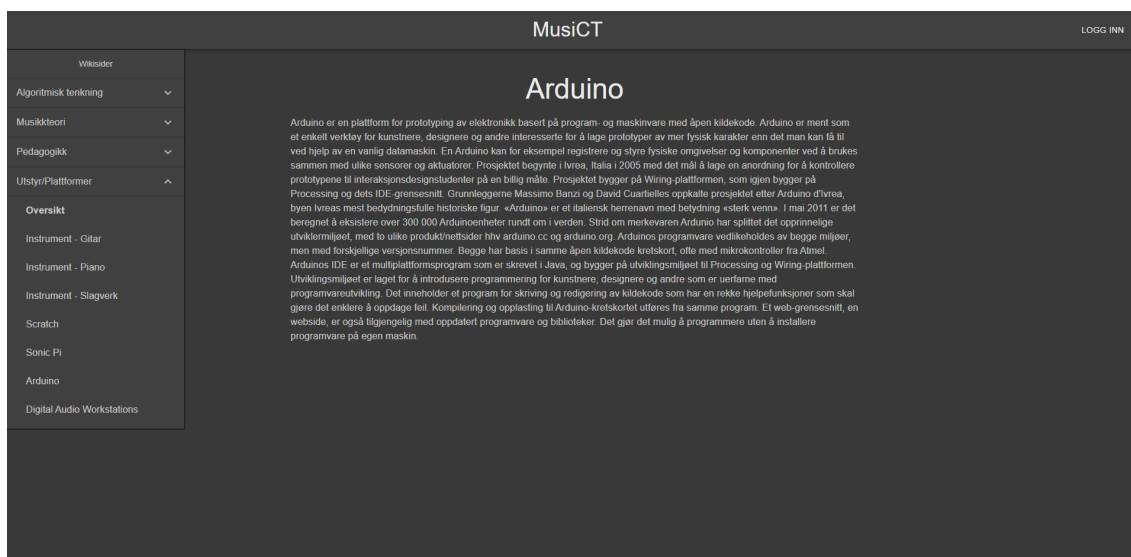 MusiCT
LOGG INN
Wikisider
Algoritmisk tenkning
Musikkteori
Pedagogikk
Utstyr/Plattformer
Oversikt
Instrument - Gitar
Instrument - Piano
Instrument - Slagverk
Scratch
Sonic Pi
Arduino
Digital Audio Workstations
Arduino
Arduino er en plattform for prototyping av elektronikk basert på program- og maskinvare med åpen kildekode. Arduino er ment som
et enkelt verktøy for kunstnere, designere og andre interesserte for å lage prototyper av mer fysisk karakter enn det man kan få til
ved hjelp av en vanlig datamaskin. En Arduino kan for eksempel registrere og styre fysiske omgivelser og komponenter ved å brukes
sammen med ulike sensorer og aktuatorer. Prosjektet begynte i Ivrea, Italia i 2005 med det mål å lage en anordning for å kontrollere
prototypene til interaksjonsdesignstudenter på en billig måte. Prosjektet bygger på Wiring-plattformen, som igjen bygger på
Processing og dets IDE-grensesnitt. Grunnleggerne Massimo Banzi og David Cuartielles oppkalte prosjektet etter Arduino d'Ivrea,
byen Ivreas mest bedydningsfulle historiske figur. «Arduino» er et italiensk herrenavn med betydning «sterk venn». I mai 2011 er det
beregnet å eksistere over 300 000 Arduinoenheter rundt om i verden. Strid om merkevaren Ardunio har splittet det opprinnelige
utviklermiljøet, med to ulike produkt/nettsider hhv arduino.cc og arduino.org. Arduinos programvare vedlikeholdes av begge miljøer,
men med forskjellige versjonsnummer. Begge har basis i samme åpen kildekode kretskort, ofte med mikrokontroller fra Atmel.
Arduinos IDE er et multiplattformsprogram som er skrevet i Java, og bygger på utviklingsmiljøet til Processing og Wiring-plattformen.
Utviklingsmiljøet er laget for å introdusere programmering for kunstnere, designere og andre som er uerfarne med
programvareutvikling. Det inneholder et program for skriving og redigering av kildekode som har en rekke hjelpefunksjoner som skal
gjøre det enklere å oppdage feil. Kompilering og opplasting til Arduino-kretskortet utføres fra samme program. Et web-grensesnitt, en
webside, er også tilgjengelig med oppdatert programvare og biblioteker. Det gjør det mulig å programmere uten å installere
programvare på egen maskin.